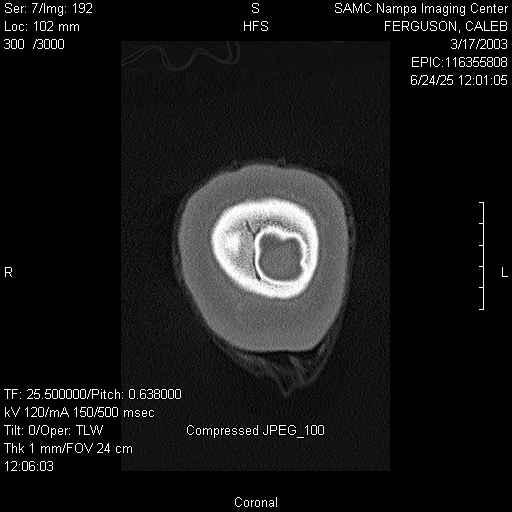 Ser: 7/Img: 192
Loc: 102 mm
300 /3000
S
HFS
SAMC Nampa Imaging Center
FERGUSON, CALEB
3/17/2003
EPIC:116355808
6/24/25 12:01:05
R
L
TF: 25.500000/Pitch: 0.638000
kV 120/mA 150/500 msec
Tilt: 0/Oper: TLW
Thk 1 mm/FOV 24 cm
12:06:03
Compressed JPEG_100
Coronal